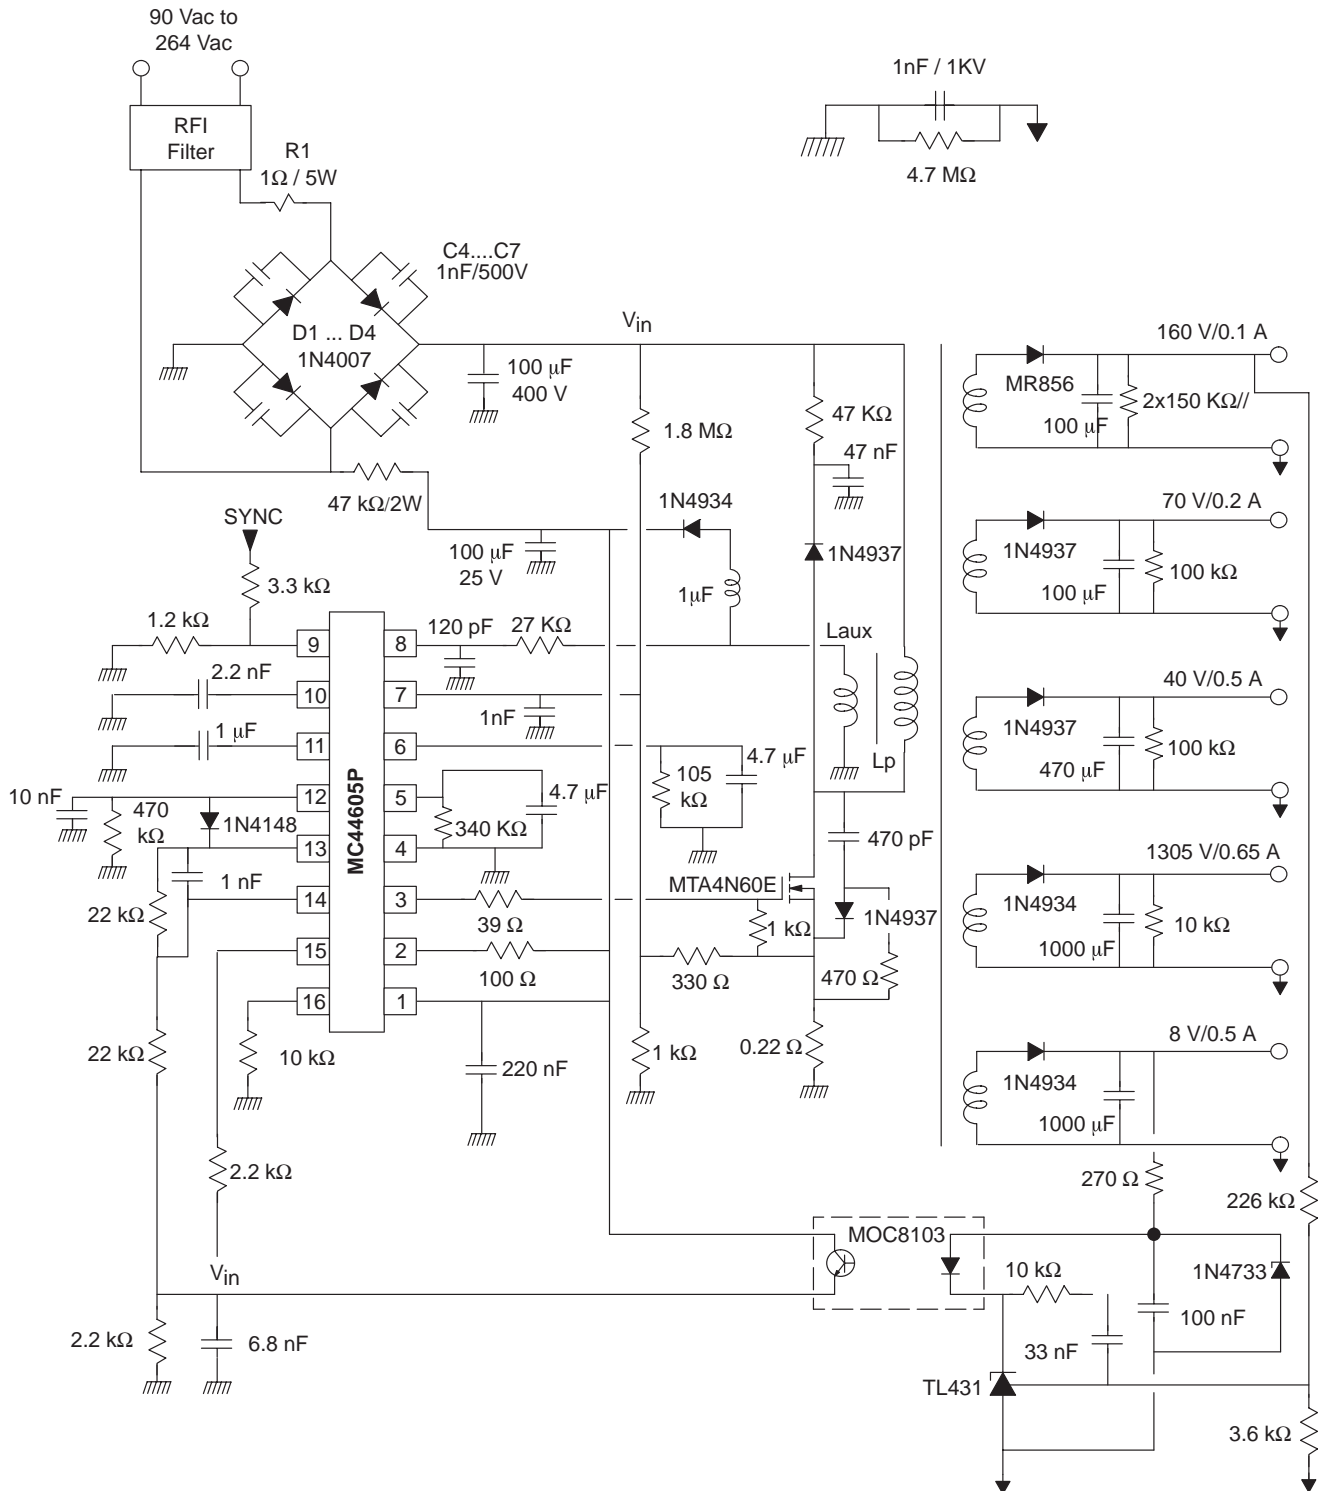 90 Vac to
264 Vac
RFI
Filter
R1
1Ω / 5W
1nF / 1KV
4.7 MΩ
C4....C7
1nF/500V
D1 ... D4
1N4007
Vin
100 µF
400 V
1.8 MΩ
47 KΩ
47 nF
47 kΩ/2W
1N4934
100 µF
25 V
1µF
1N4937
SYNC
3.3 kΩ
1.2 kΩ
120 pF
27 KΩ
Laux
Lp
2.2 nF
1nF
1 µF
4.7 µF
105
kΩ
10 nF
470
kΩ
1N4148
340 KΩ
4.7 µF
MC44605P
9
10
11
12
13
14
15
16
8
7
6
5
4
3
2
1
1 nF
22 kΩ
39 Ω
100 Ω
MTA4N60E
470 pF
1N4937
1 kΩ
330 Ω
470 Ω
22 kΩ
10 kΩ
220 nF
1 kΩ
0.22 Ω
2.2 kΩ
Vin
2.2 kΩ
6.8 nF
160 V/0.1 A
MR856
100 µF
2x150 KΩ//
70 V/0.2 A
1N4937
100 µF
100 kΩ
40 V/0.5 A
1N4937
470 µF
100 kΩ
1305 V/0.65 A
1N4934
1000 µF
10 kΩ
8 V/0.5 A
1N4934
1000 µF
270 Ω
226 kΩ
MOC8103
10 kΩ
1N4733
100 nF
33 nF
TL431
3.6 kΩ